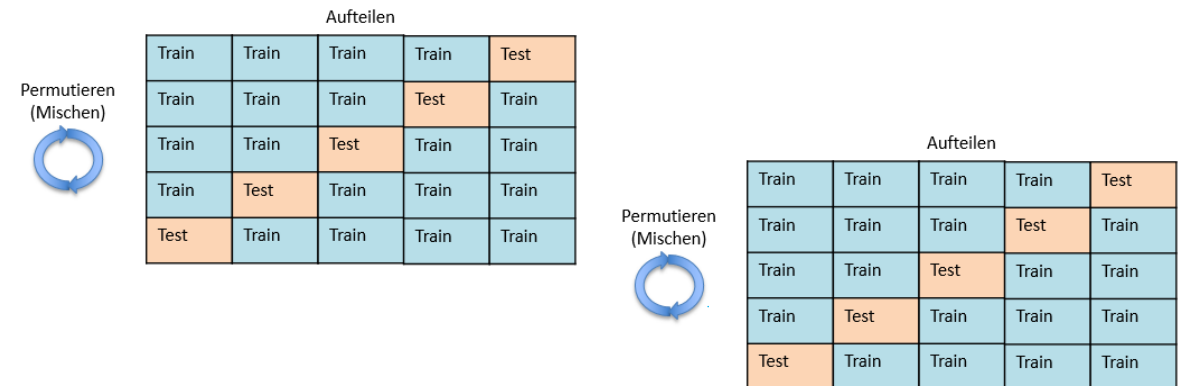 Aufteilen
Train Train Train Train Test
Permutieren
(Mischen)
Train Train Train Test Train
Train Train Test Train Train
Train Test Train Train Train
Test Train Train Train Train
Aufteilen
Train Train Train Train Test
Permutieren
(Mischen)
Train Train Train Test Train
Train Train Test Train Train
Train Test Train Train Train
Test Train Train Train Train